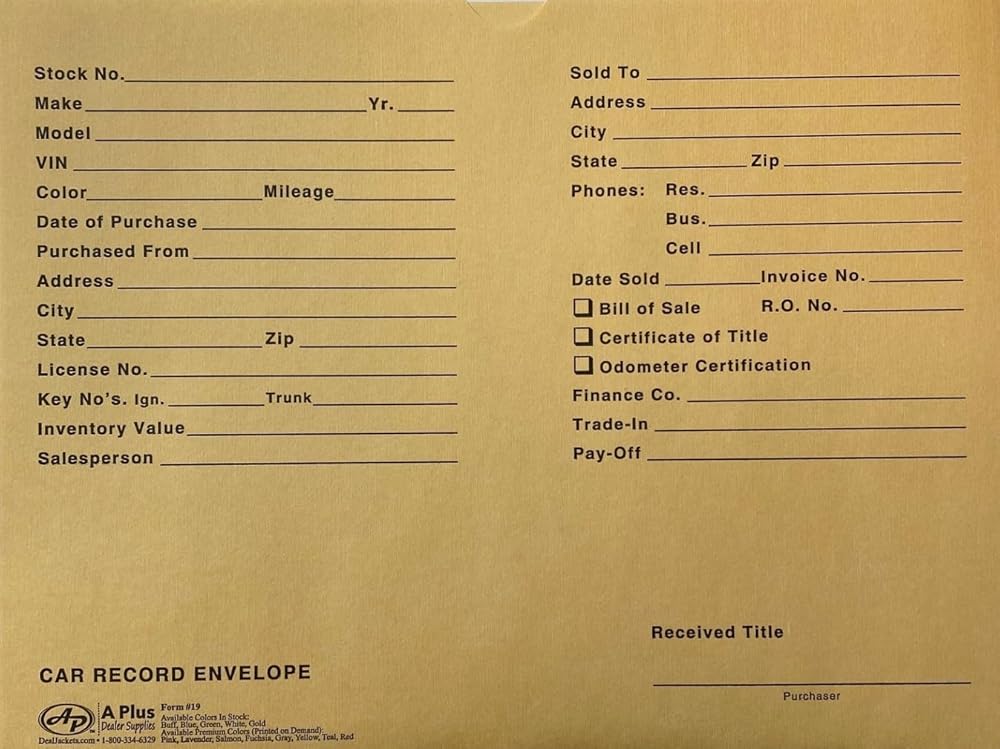 Stock No.
Make Yr.
Model
VIN
Color Mileage
Date of Purchase
Purchased From
Address
City
State Zip
License No.
Key No's. Ign. Trunk
Inventory Value
Salesperson
Sold To
Address
City
State Zip
Phones: Res.
Bus.
Cell
Date Sold Invoice No.
Bill of Sale R.O. No.
Certificate of Title
Odometer Certification
Finance Co.
Trade-In
Pay-Off
Received Title
Purchaser
CAR RECORD ENVELOPE
AP
A Plus
Dealer Supplies
DealJackets.com • 1-800-334-6329
Form #19
Available Colors In Stock:
Buff, Blue, Green, White, Gold
Available Premium Colors (Printed on Demand):
Pink, Lavender, Salmon, Fuchsia, Gray, Yellow, Teal, Red